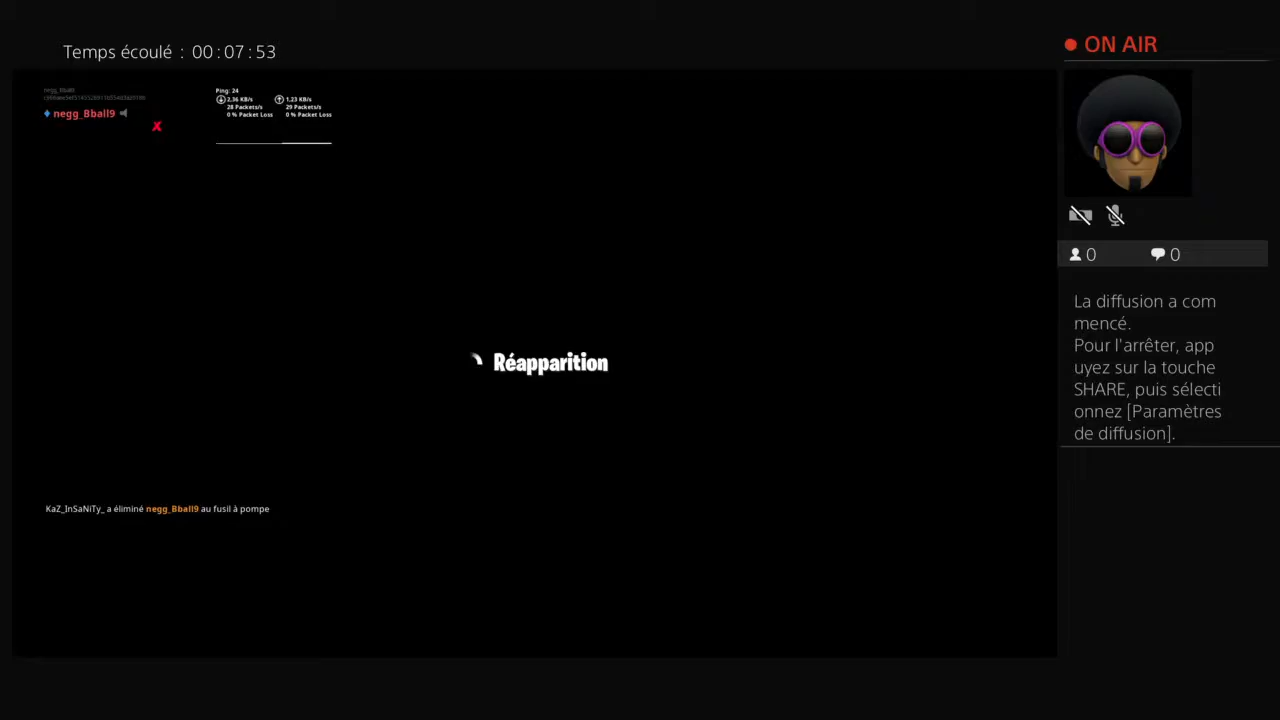 Temps écoulé : 00:07:53
ON AIR
negg_Bball9
negg_Bball9
Ping: 24
2,36 KB/s
28 Packets/s
0 % Packet Loss
1,23 KB/s
29 Packets/s
0 % Packet Loss
X
0
0
La diffusion a com
mencé.
Pour l'arrêter, app
uyez sur la touche
SHARE, puis sélecti
onnez [Paramètres
de diffusion].
Réapparition
KaZ_InSaNiTy_ a éliminé negg_Bball9 au fusil à pompe